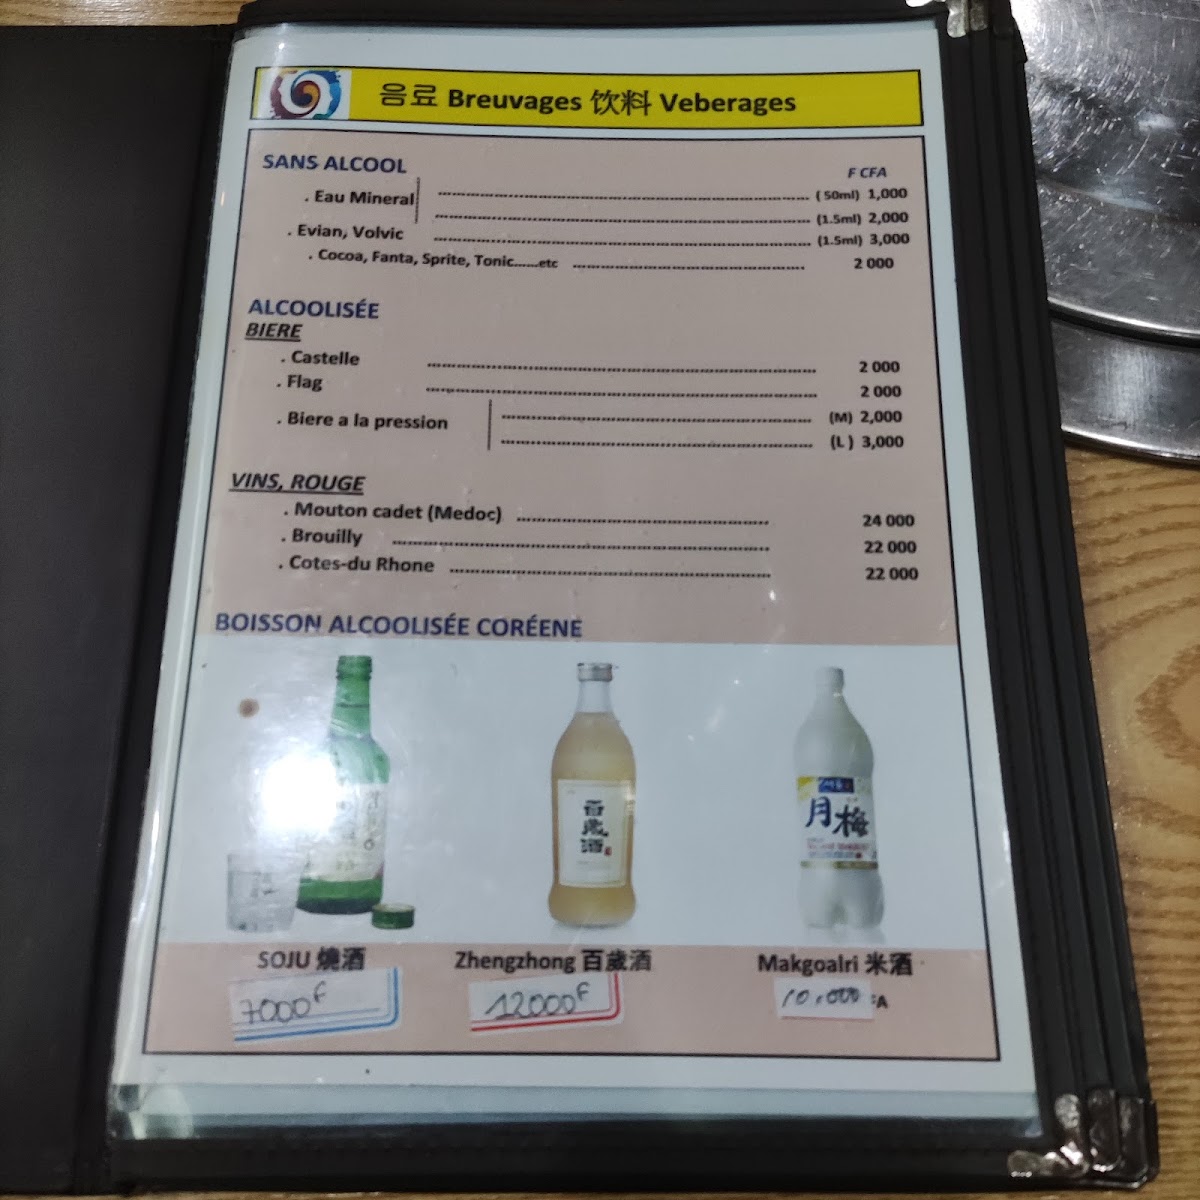 음료 Breuvages 饮料 Veberages
SANS ALCOOL
F CFA
. Eau Mineral ( 50ml) 1,000
(1.5ml) 2,000
. Evian, Volvic (1.5ml) 3,000
. Cocoa, Fanta, Sprite, Tonic......etc 2 000
ALCOOLISÉE
BIERE
. Castelle 2 000
. Flag 2 000
. Biere a la pression (M) 2,000
(L ) 3,000
VINS, ROUGE
. Mouton cadet (Medoc) 24 000
. Brouilly 22 000
. Cotes-du Rhone 22 000
BOISSON ALCOOLISÉE CORÉENE
百歲酒
月梅
SOJU 燒酒
Zhengzhong 百歲酒
Makgoalri 米酒
7000F
12000F
10.000 :A